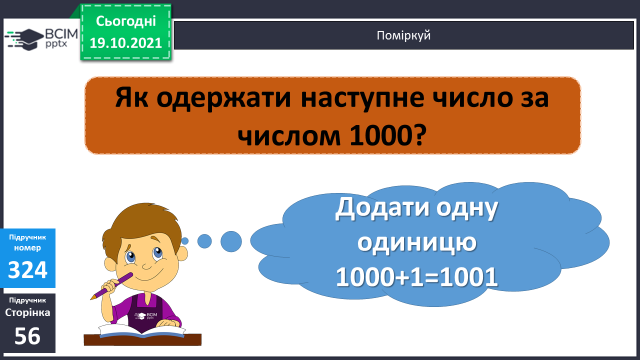 ВСІМ
pptx
Сьогодні
19.10.2021
Поміркуй
Як одержати наступне число за
числом 1000?
Додати одну
одиницю
1000+1=1001
Підручник
номер
324
Підручник
Сторінка
56